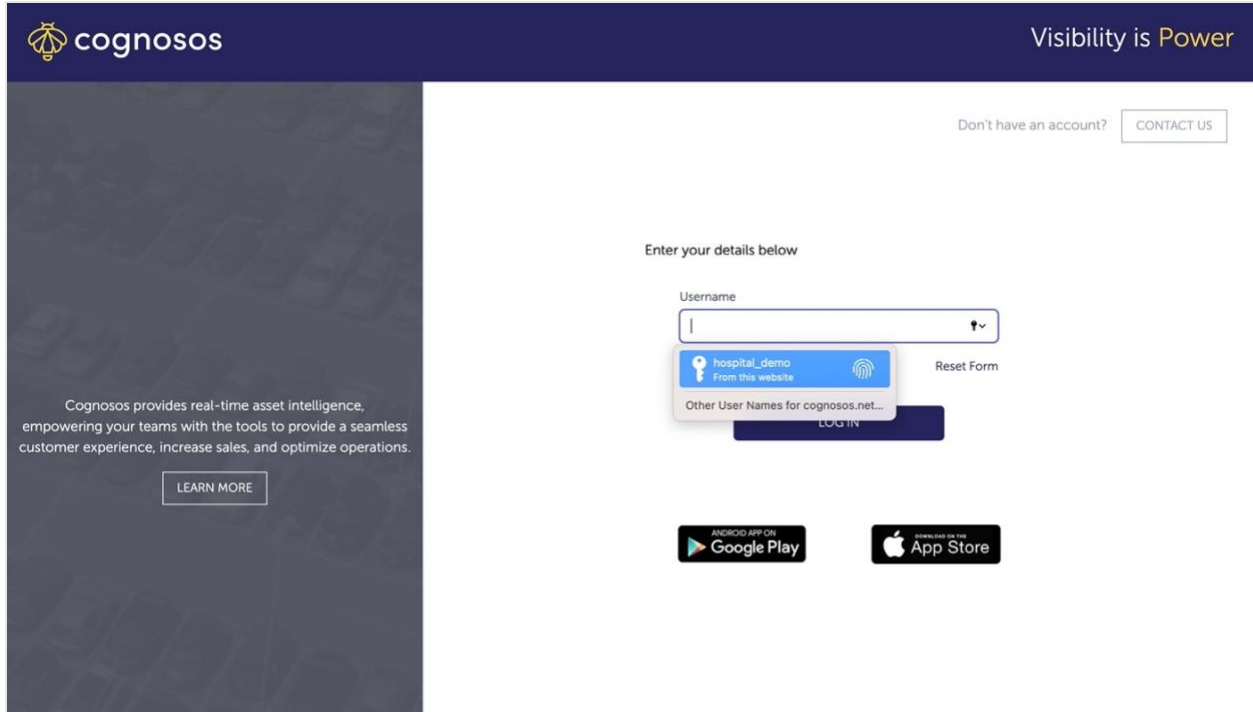 cognosos
Visibility is Power
Don't have an account?
CONTACT US
Enter your details below
Username
hospital_demo
From this website
Reset Form
Other User Names for cognosos.net...
LOG IN
Cognosos provides real-time asset intelligence,
empowering your teams with the tools to provide a seamless
customer experience, increase sales, and optimize operations.
LEARN MORE
ANDROID APP ON
Google Play
DOWNLOAD ON THE
App Store